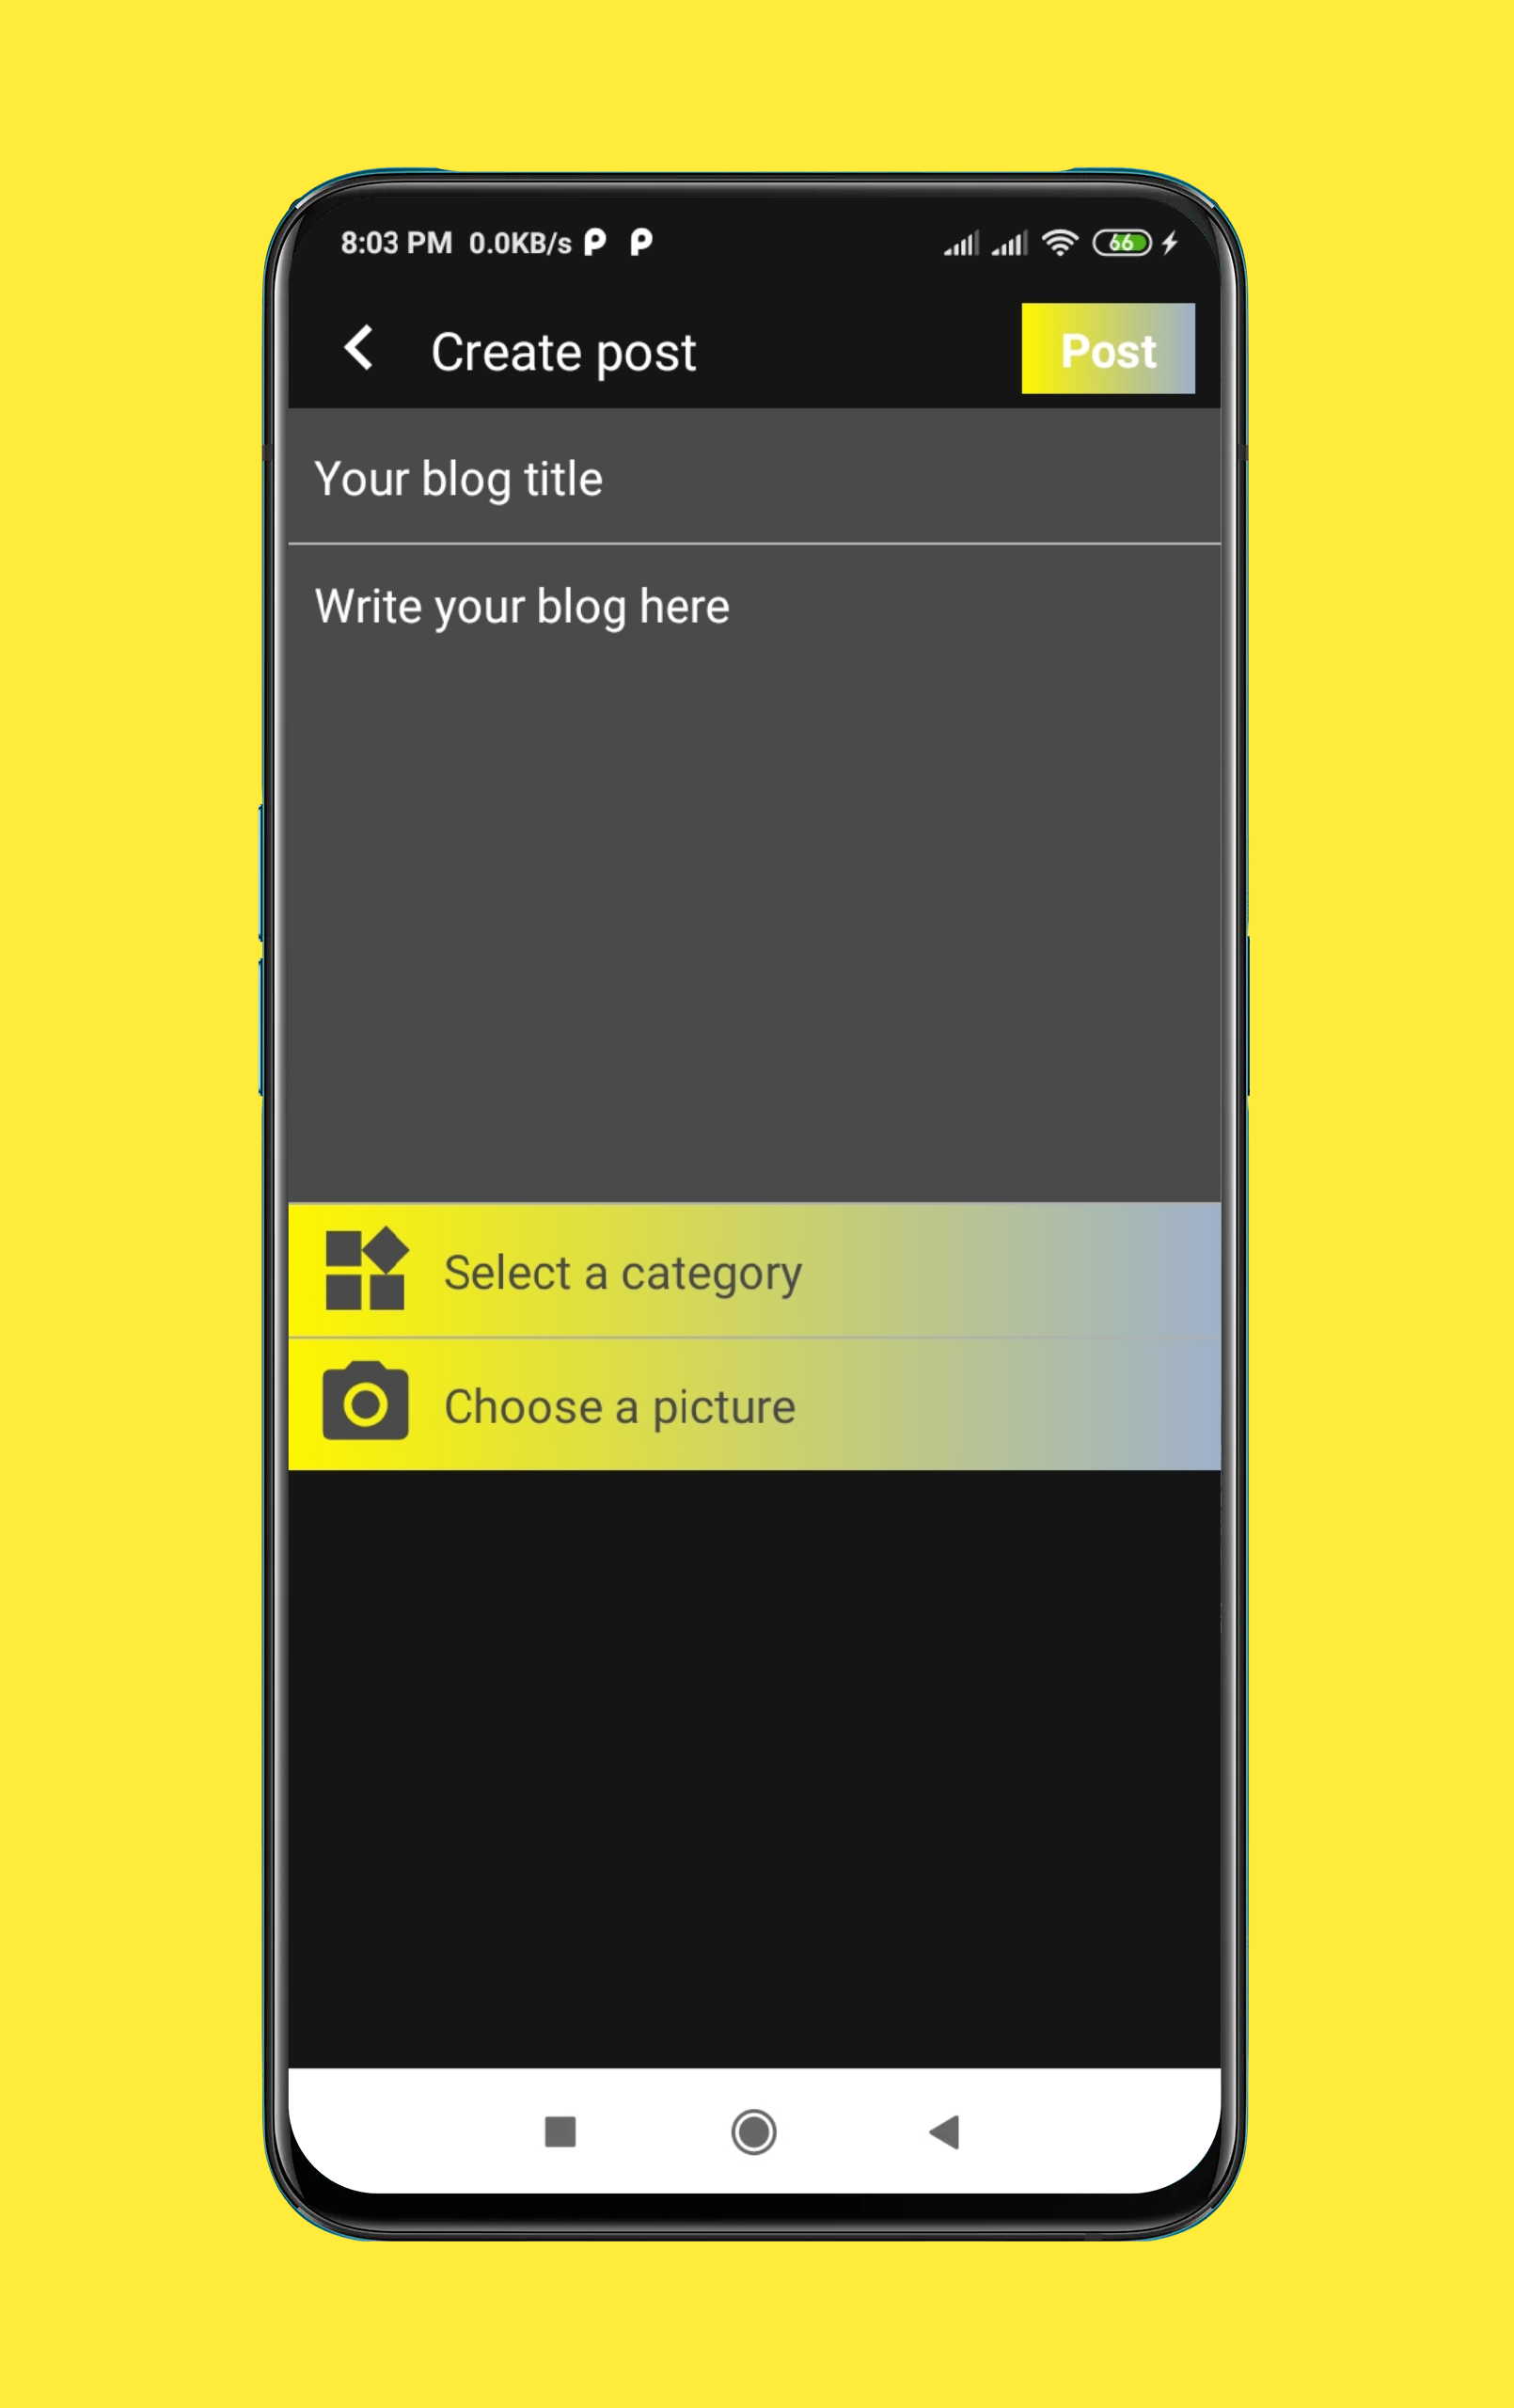 8:03 PM 0.0KB/s P P 66
Create post Post
Your blog title
Write your blog here
Select a category
Choose a picture